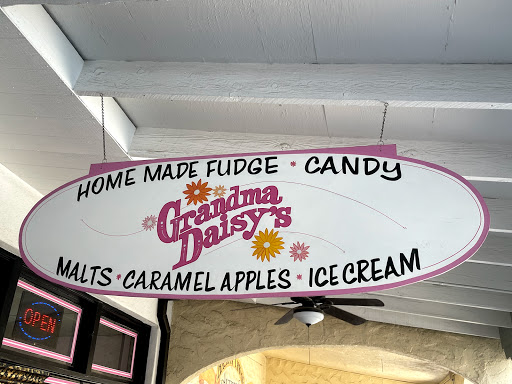 HOME MADE FUDGE * CANDY
Grandma
Daisy's
MALTS * CARAMEL APPLES * ICE CREAM
OPEN